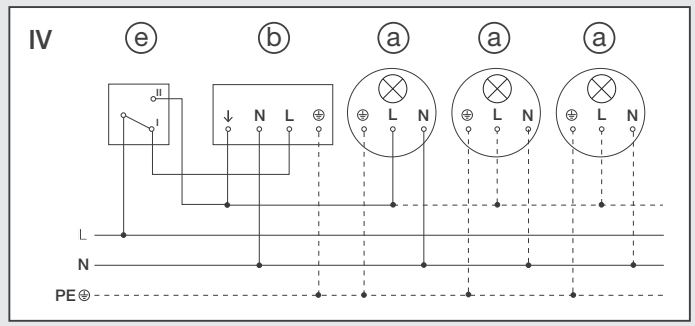 IV e b a a a
II
I
↓ N L ⏚ ⏚ L N ⏚ L N ⏚ L N
L
N
PE ⏚